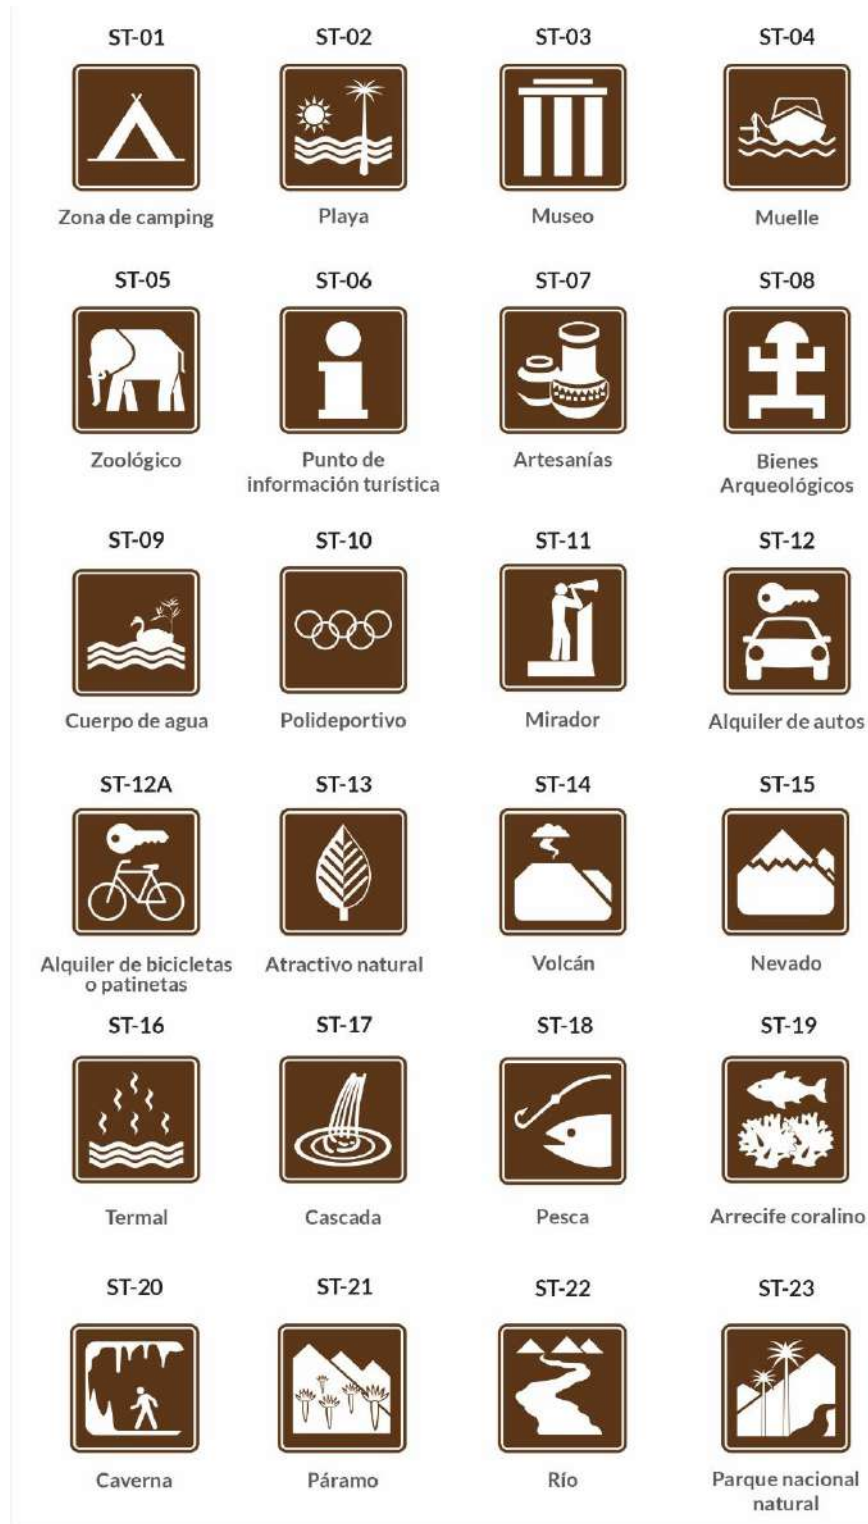 ST-01
ST-02
ST-03
ST-04
Zona de camping
Playa
Museo
Muelle
ST-05
ST-06
ST-07
ST-08
Zoológico
Punto de
información turística
Artesanías
Bienes
Arqueológicos
ST-09
ST-10
ST-11
ST-12
Cuerpo de agua
Polideportivo
Mirador
Alquiler de autos
ST-12A
ST-13
ST-14
ST-15
Alquiler de bicicletas
o patinetas
Atractivo natural
Volcán
Nevado
ST-16
ST-17
ST-18
ST-19
Termal
Cascada
Pesca
Arrecife coralino
ST-20
ST-21
ST-22
ST-23
Caverna
Páramo
Río
Parque nacional
natural